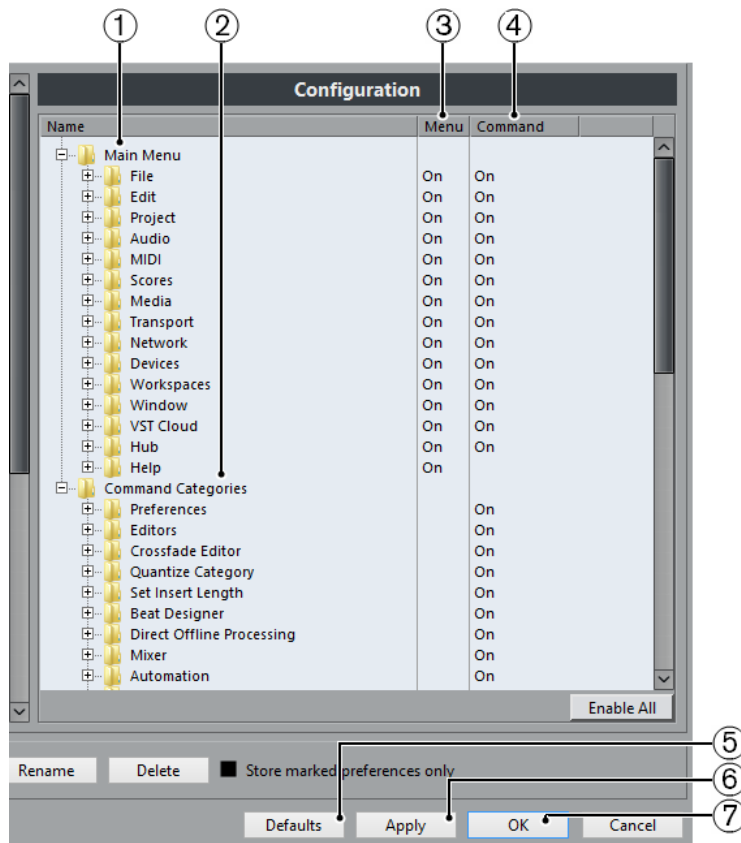 ① ② ③ ④
Configuration
Name Menu Command
Main Menu
File On On
Edit On On
Project On On
Audio On On
MIDI On On
Scores On On
Media On On
Transport On On
Network On On
Devices On On
Workspaces On On
Window On On
VST Cloud On On
Hub On On
Help On
Command Categories
Preferences On
Editors On
Crossfade Editor On
Quantize Category On
Set Insert Length On
Beat Designer On
Direct Offline Processing On
Mixer On
Automation On
Enable All
⑤
Rename Delete Store marked preferences only
⑥
Defaults Apply OK Cancel ⑦